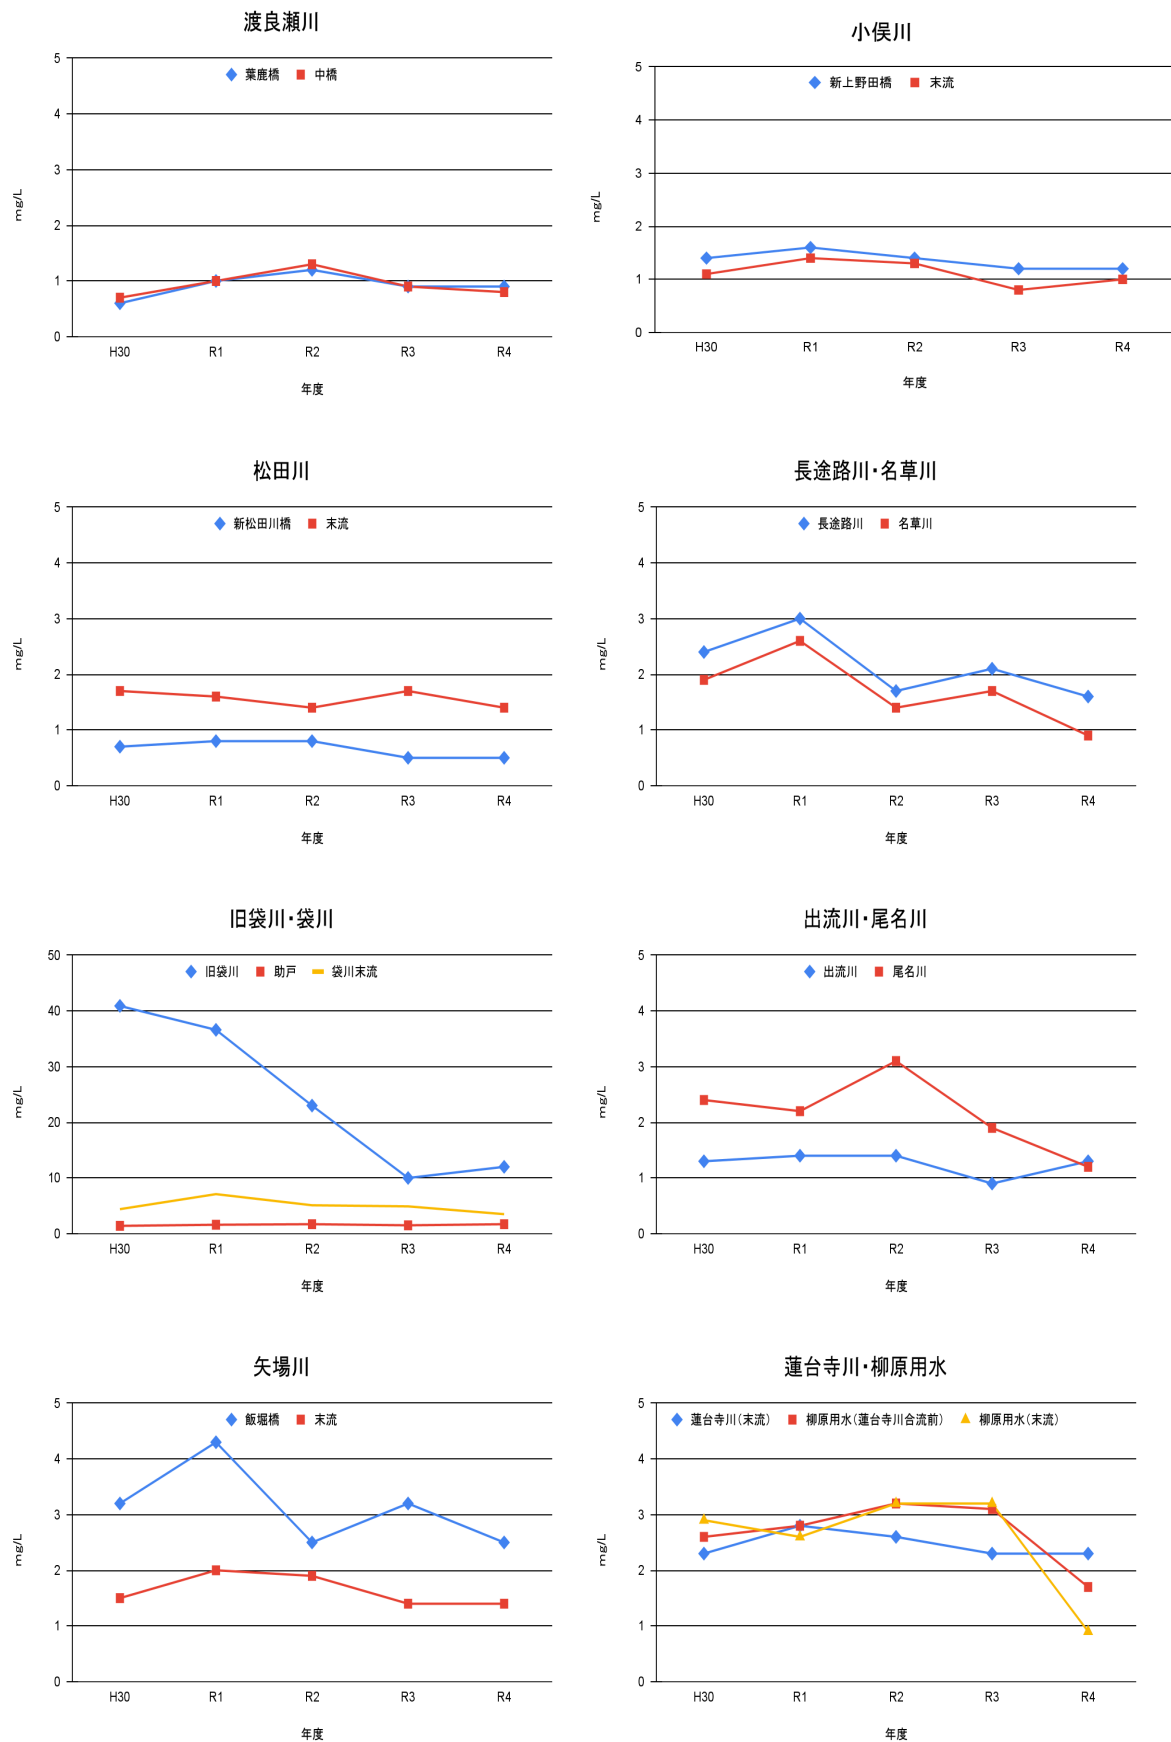 渡良瀬川
葉鹿橋 中橋
5
4
3
2
1
0
mg/L
H30 R1 R2 R3 R4
年度
小俣川
新上野田橋 末流
5
4
3
2
1
0
mg/L
H30 R1 R2 R3 R4
年度
松田川
新松田川橋 末流
5
4
3
2
1
0
mg/L
H30 R1 R2 R3 R4
年度
長途路川・名草川
長途路川 名草川
5
4
3
2
1
0
mg/L
H30 R1 R2 R3 R4
年度
旧袋川・袋川
旧袋川 助戸 袋川末流
50
40
30
20
10
0
mg/L
H30 R1 R2 R3 R4
年度
出流川・尾名川
出流川 尾名川
5
4
3
2
1
0
mg/L
H30 R1 R2 R3 R4
年度
矢場川
飯堀橋 末流
5
4
3
2
1
0
mg/L
H30 R1 R2 R3 R4
年度
蓮台寺川・柳原用水
蓮台寺川（末流） 柳原用水（蓮台寺川合流前） 柳原用水（末流）
5
4
3
2
1
0
mg/L
H30 R1 R2 R3 R4
年度